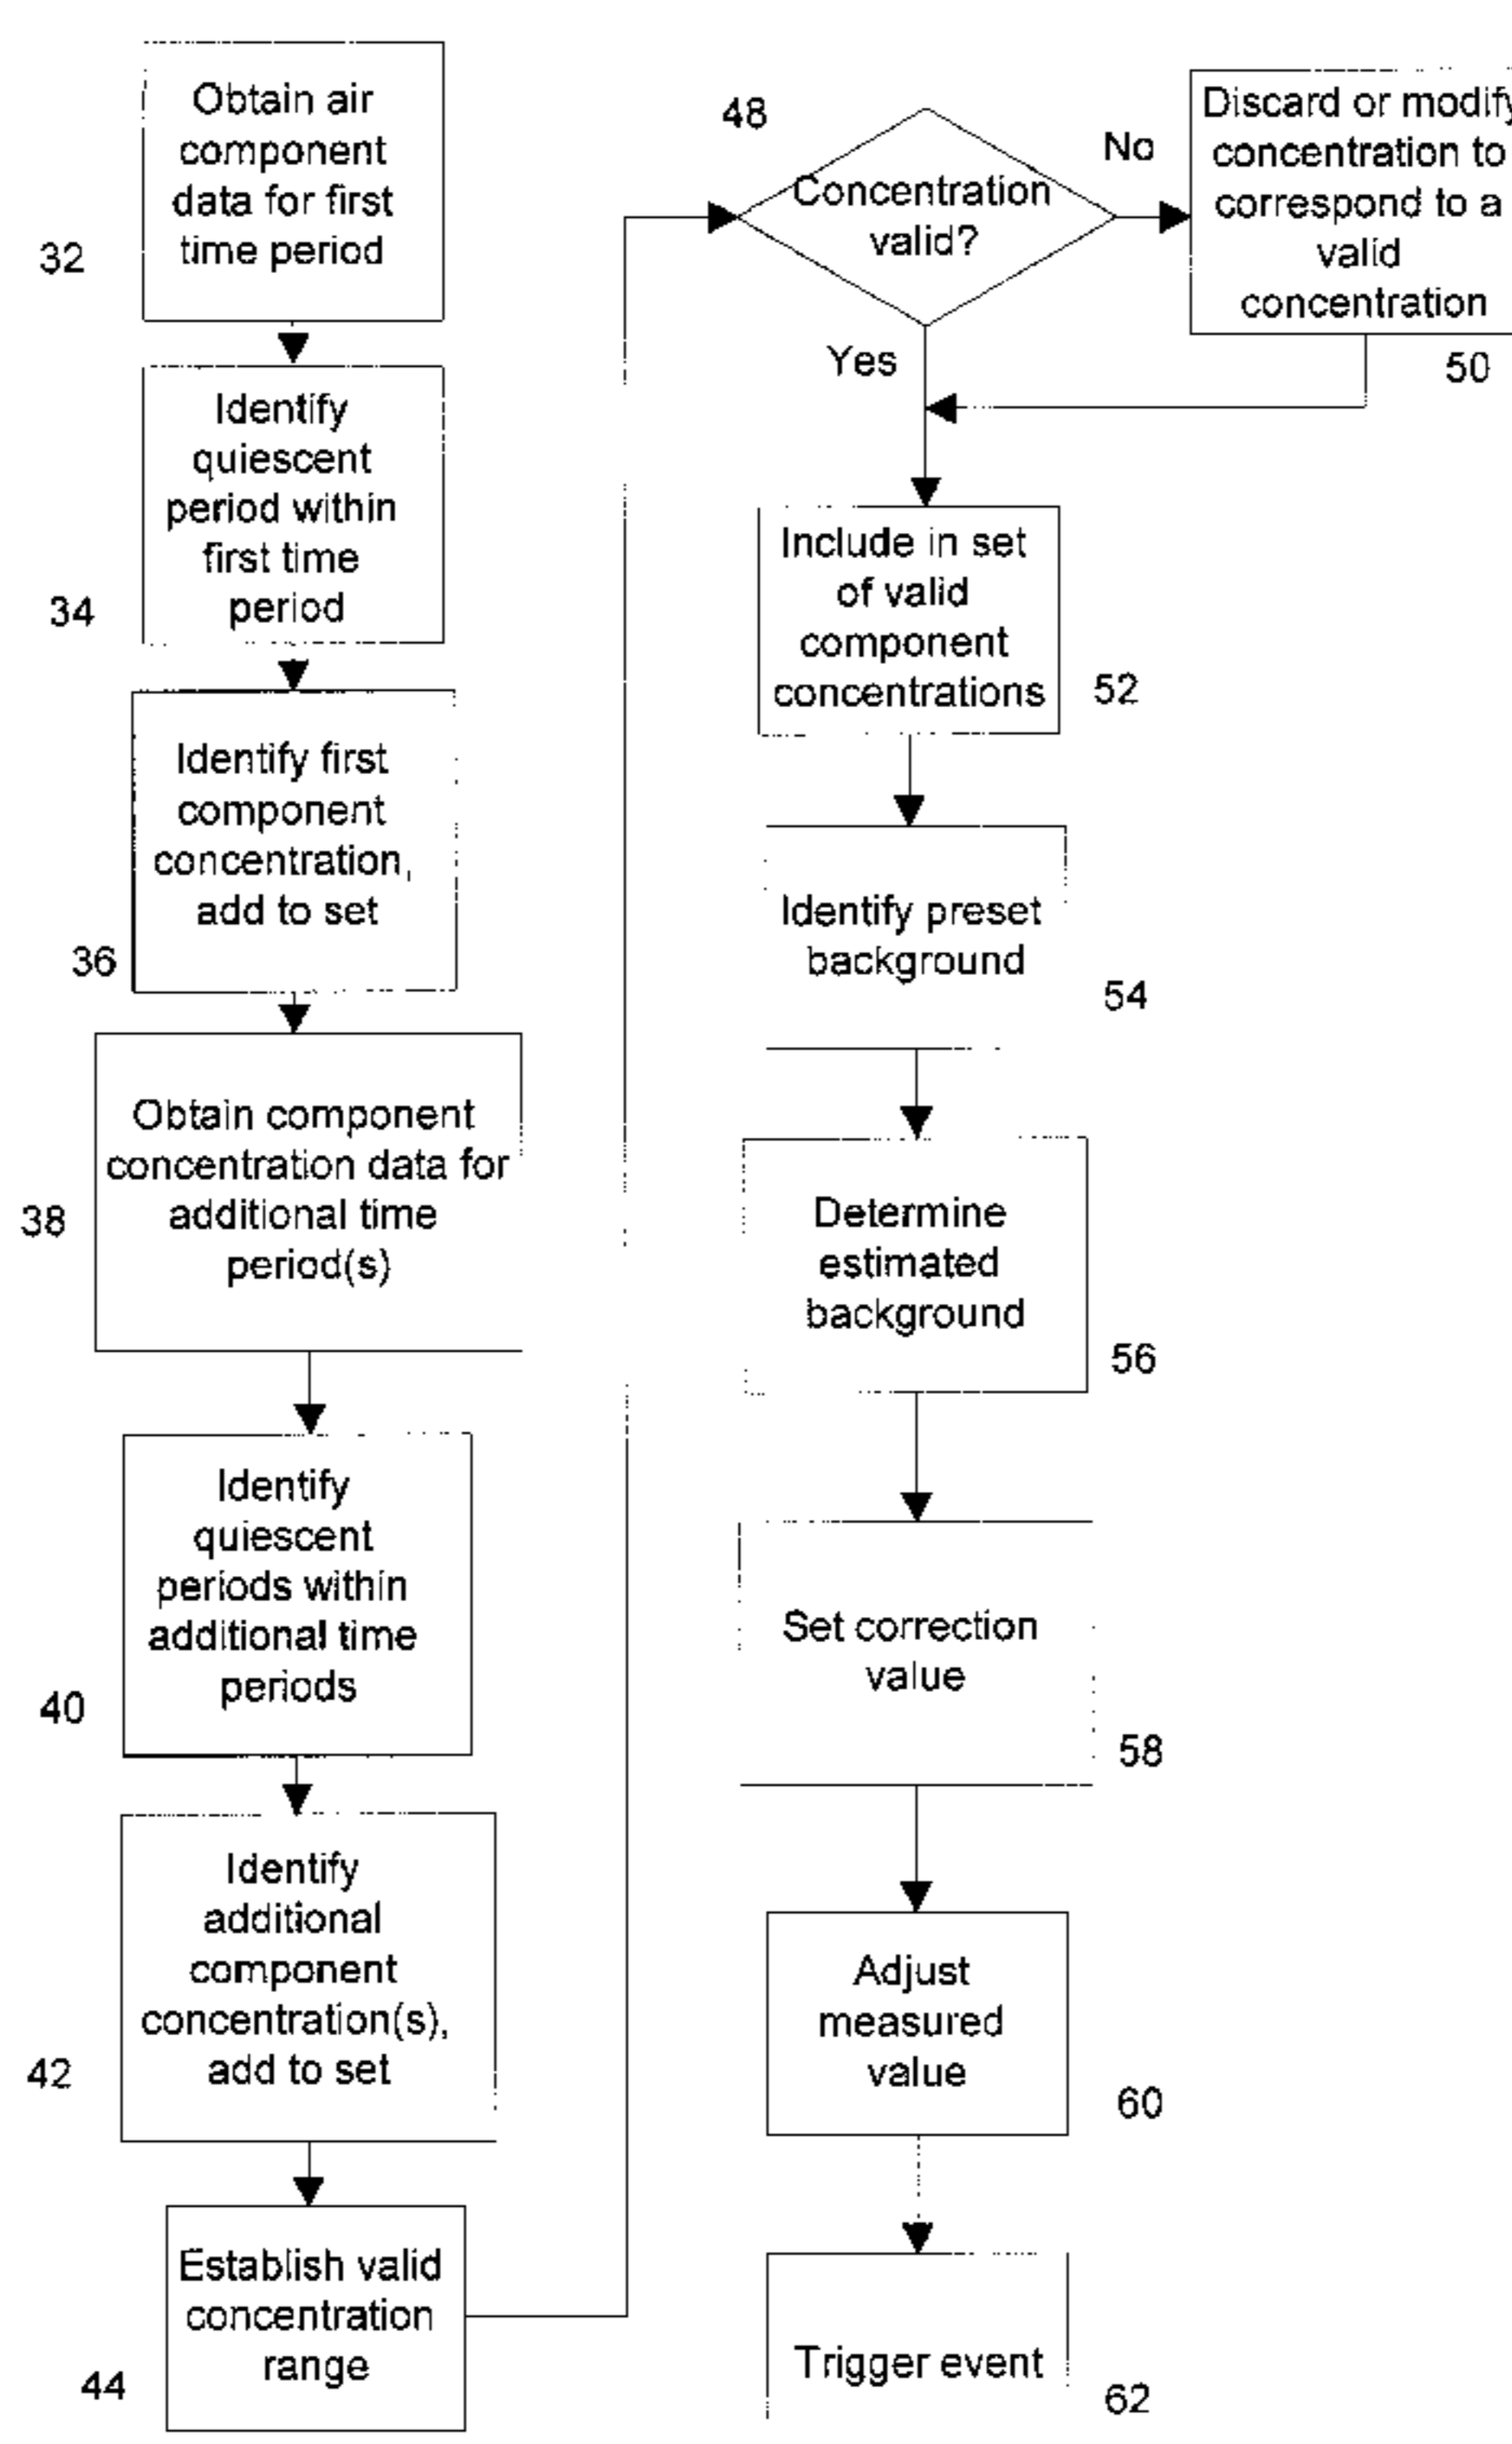 Obtain air
component
data for first
time period
32
Identify
quiescent
period within
first time
period
34
Identify first
component
concentration,
add to set
36
Obtain component
concentration data for
additional time
period(s)
38
Identify
quiescent
periods within
additional time
periods
40
Identify
additional
component
concentration(s),
add to set
42
Establish valid
concentration
range
44
48
Concentration
valid?
No
Yes
Discard or modify
concentration to
correspond to a
valid
concentration
50
Include in set
of valid
component
concentrations
52
Identify preset
background
54
Determine
estimated
background
56
Set correction
value
58
Adjust
measured
value
60
Trigger event
62